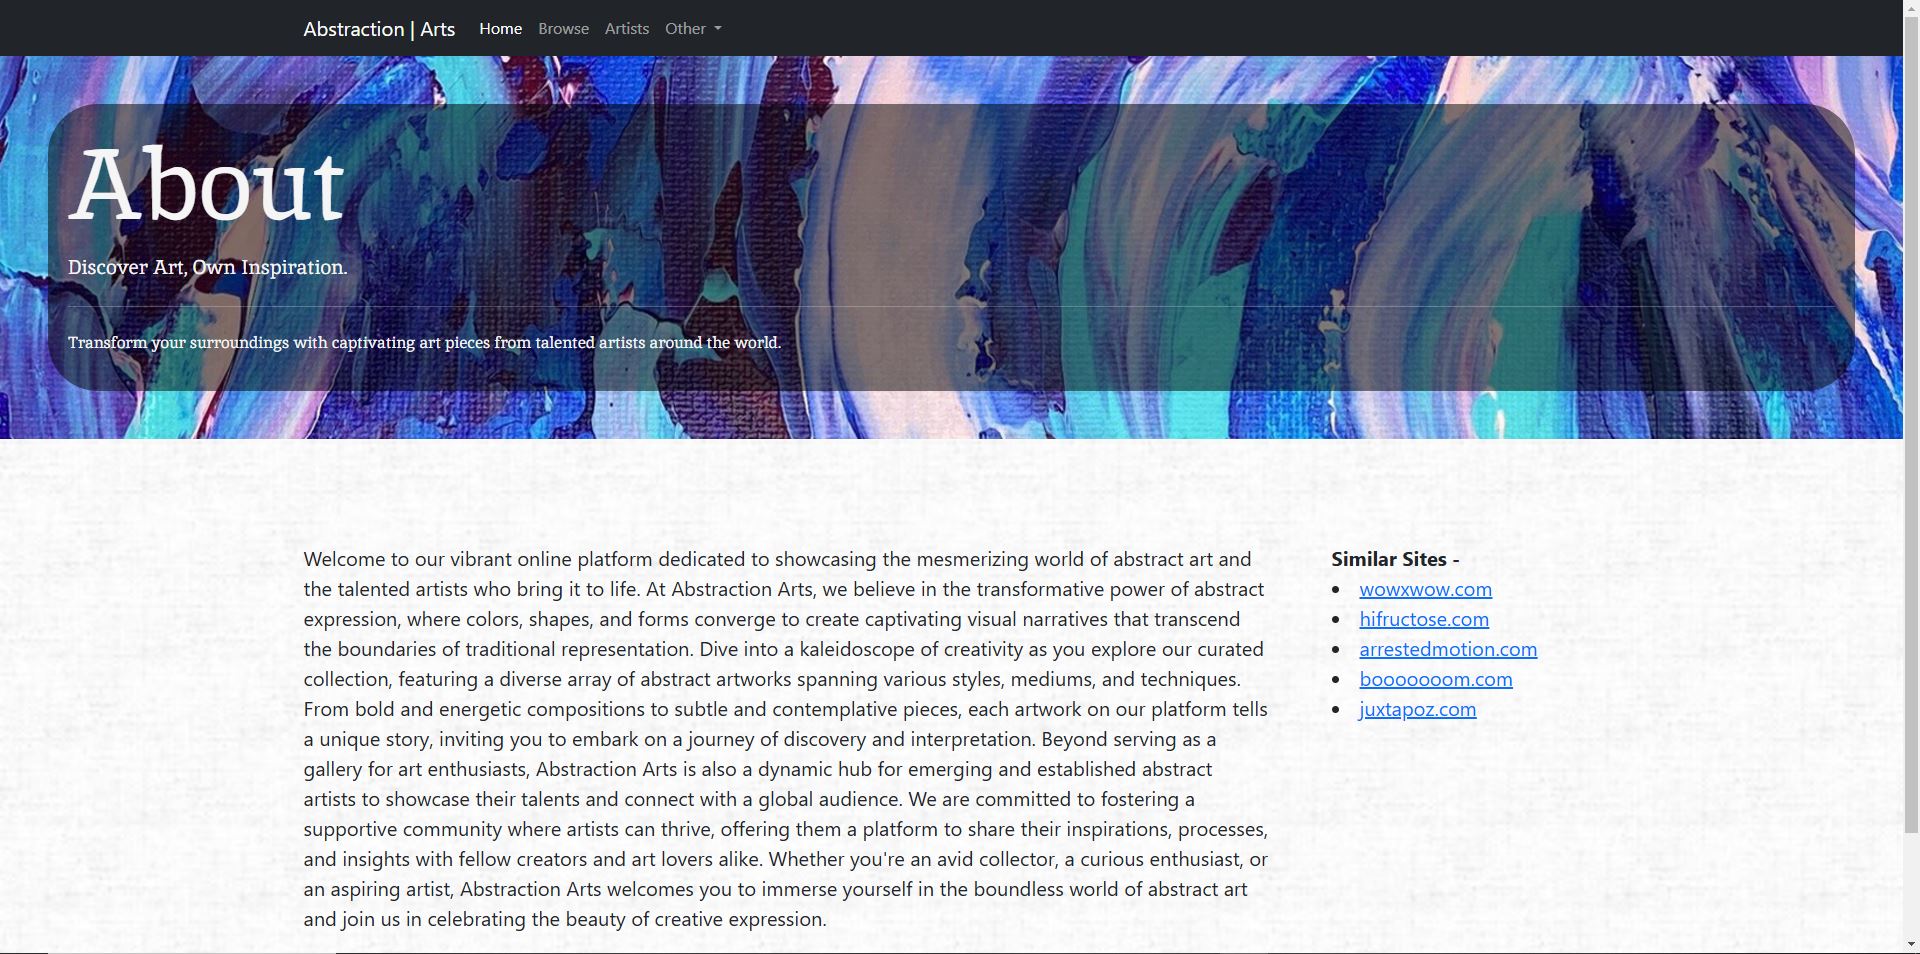 Abstraction | Arts Home Browse Artists Other
About
Discover Art, Own Inspiration.
Transform your surroundings with captivating art pieces from talented artists around the world.
Welcome to our vibrant online platform dedicated to showcasing the mesmerizing world of abstract art and
the talented artists who bring it to life. At Abstraction Arts, we believe in the transformative power of abstract
expression, where colors, shapes, and forms converge to create captivating visual narratives that transcend
the boundaries of traditional representation. Dive into a kaleidoscope of creativity as you explore our curated
collection, featuring a diverse array of abstract artworks spanning various styles, mediums, and techniques.
From bold and energetic compositions to subtle and contemplative pieces, each artwork on our platform tells
a unique story, inviting you to embark on a journey of discovery and interpretation. Beyond serving as a
gallery for art enthusiasts, Abstraction Arts is also a dynamic hub for emerging and established abstract
artists to showcase their talents and connect with a global audience. We are committed to fostering a
supportive community where artists can thrive, offering them a platform to share their inspirations, processes,
and insights with fellow creators and art lovers alike. Whether you're an avid collector, a curious enthusiast, or
an aspiring artist, Abstraction Arts welcomes you to immerse yourself in the boundless world of abstract art
and join us in celebrating the beauty of creative expression.
Similar Sites -
• wowxwow.com
• hifructose.com
• arrestedmotion.com
• booooooom.com
• juxtapoz.com